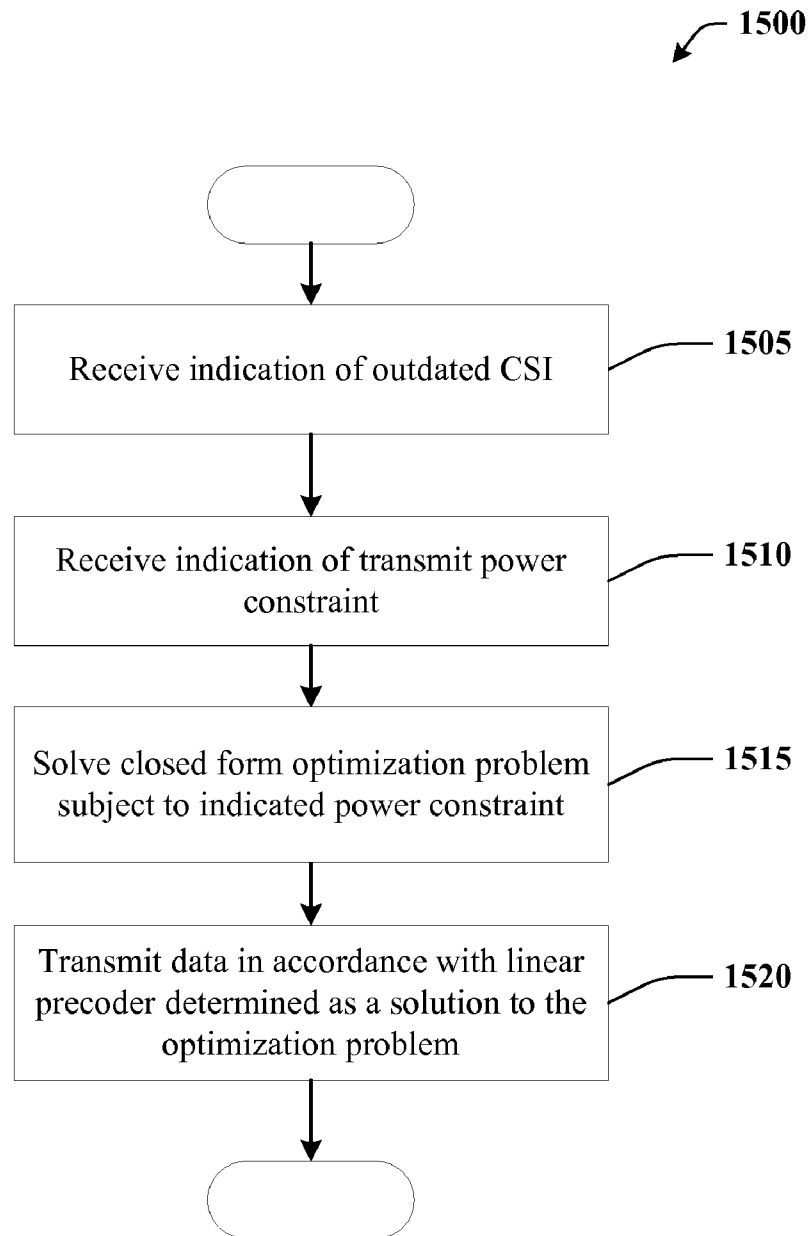 1500
Receive indication of outdated CSI
1505
Receive indication of transmit power
constraint
1510
Solve closed form optimization problem
subject to indicated power constraint
1515
Transmit data in accordance with linear
precoder determined as a solution to the
optimization problem
1520